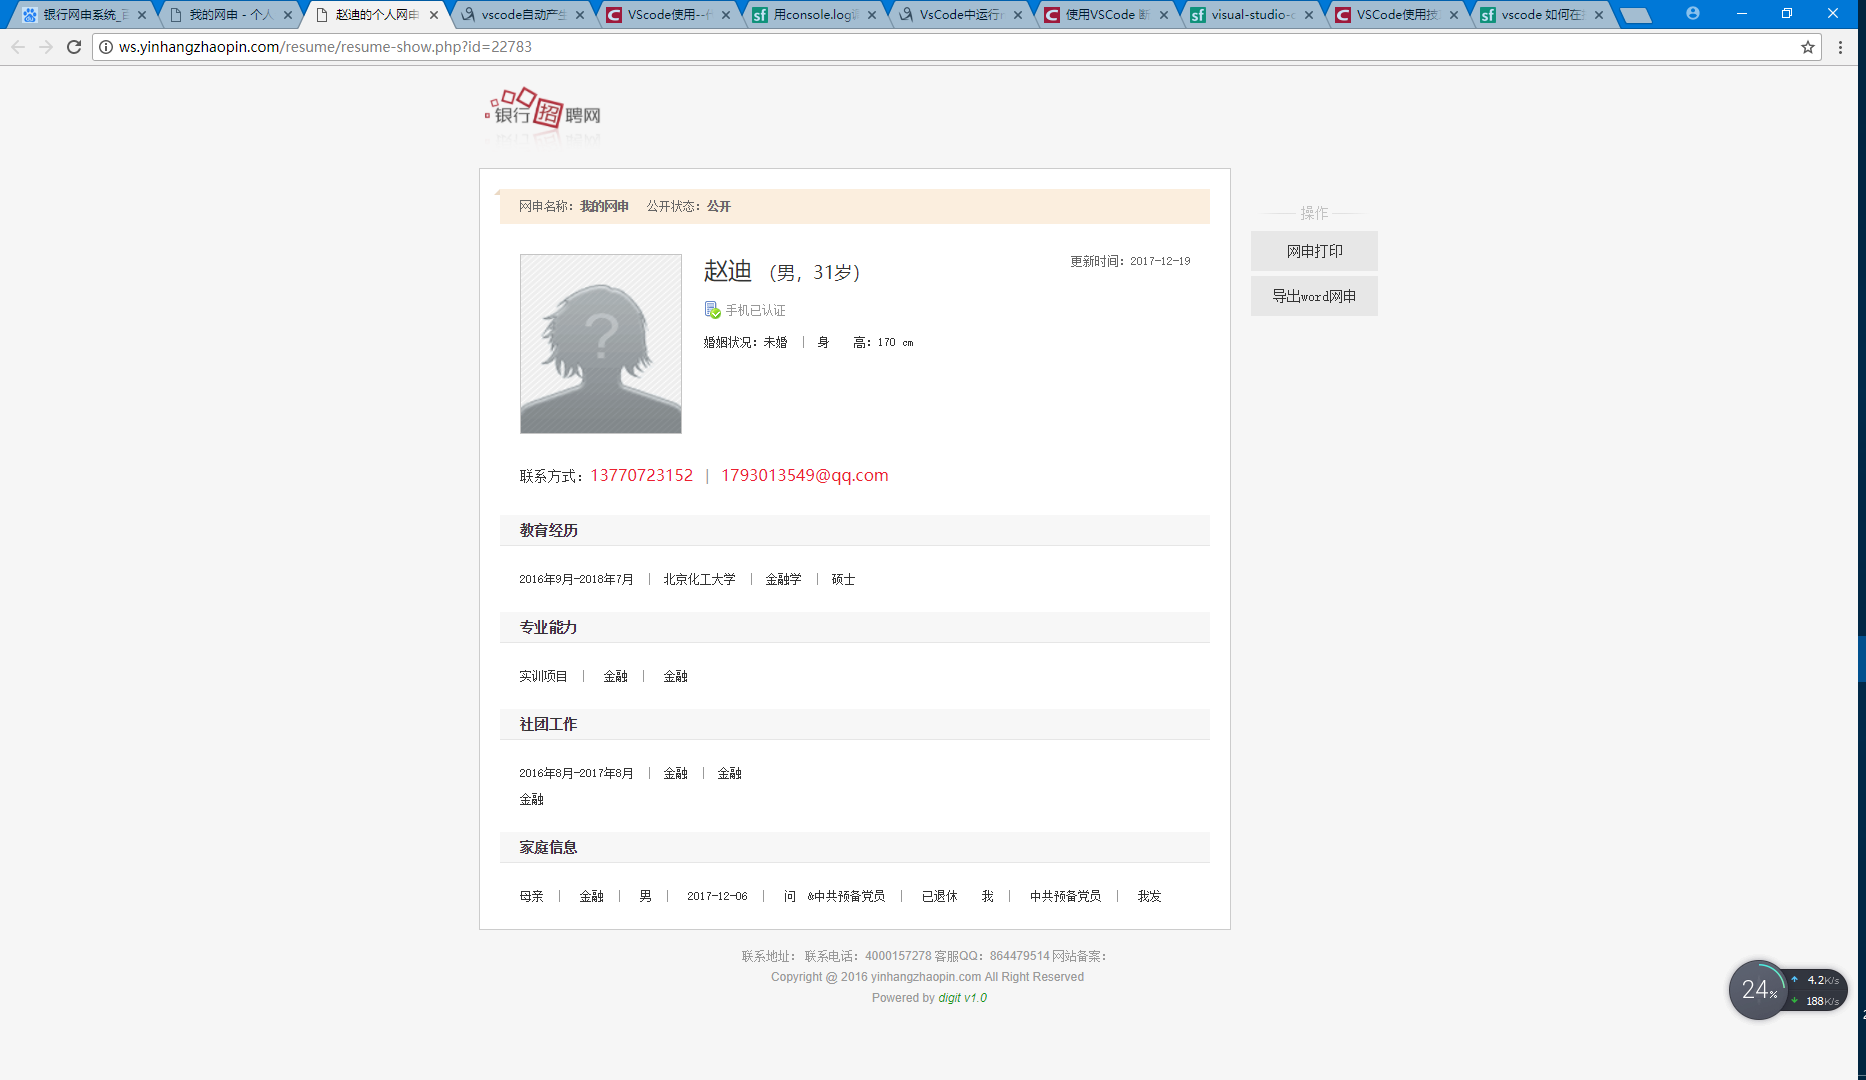 银行网申系统_百
我的网申 - 个人
赵迪的个人网申
vscode自动产生
VScode使用--
用console.log
VsCode中运行
使用VSCode 断
visual-studio-c
VSCode使用技
vscode 如何在
ws.yinhangzhaopin.com/resume/resume-show.php?id=22783
银行招聘网
网申名称：我的网申 公开状态：公开
操作
网申打印
导出word网申
赵迪 （男，31岁）
更新时间：2017-12-19
手机已认证
婚姻状况：未婚 | 身 高：170 cm
联系方式：13770723152 | 1793013549@qq.com
教育经历
2016年9月-2018年7月 | 北京化工大学 | 金融学 | 硕士
专业能力
实训项目 | 金融 | 金融
社团工作
2016年8月-2017年8月 | 金融 | 金融
金融
家庭信息
母亲 | 金融 | 男 | 2017-12-06 | 问 &中共预备党员 | 已退休 我 | 中共预备党员 | 我发
联系地址： 联系电话：4000157278 客服QQ：864479514 网站备案：
Copyright @ 2016 yinhangzhaopin.com All Right Reserved
Powered by digit v1.0
24%
4.2K/s
188K/s